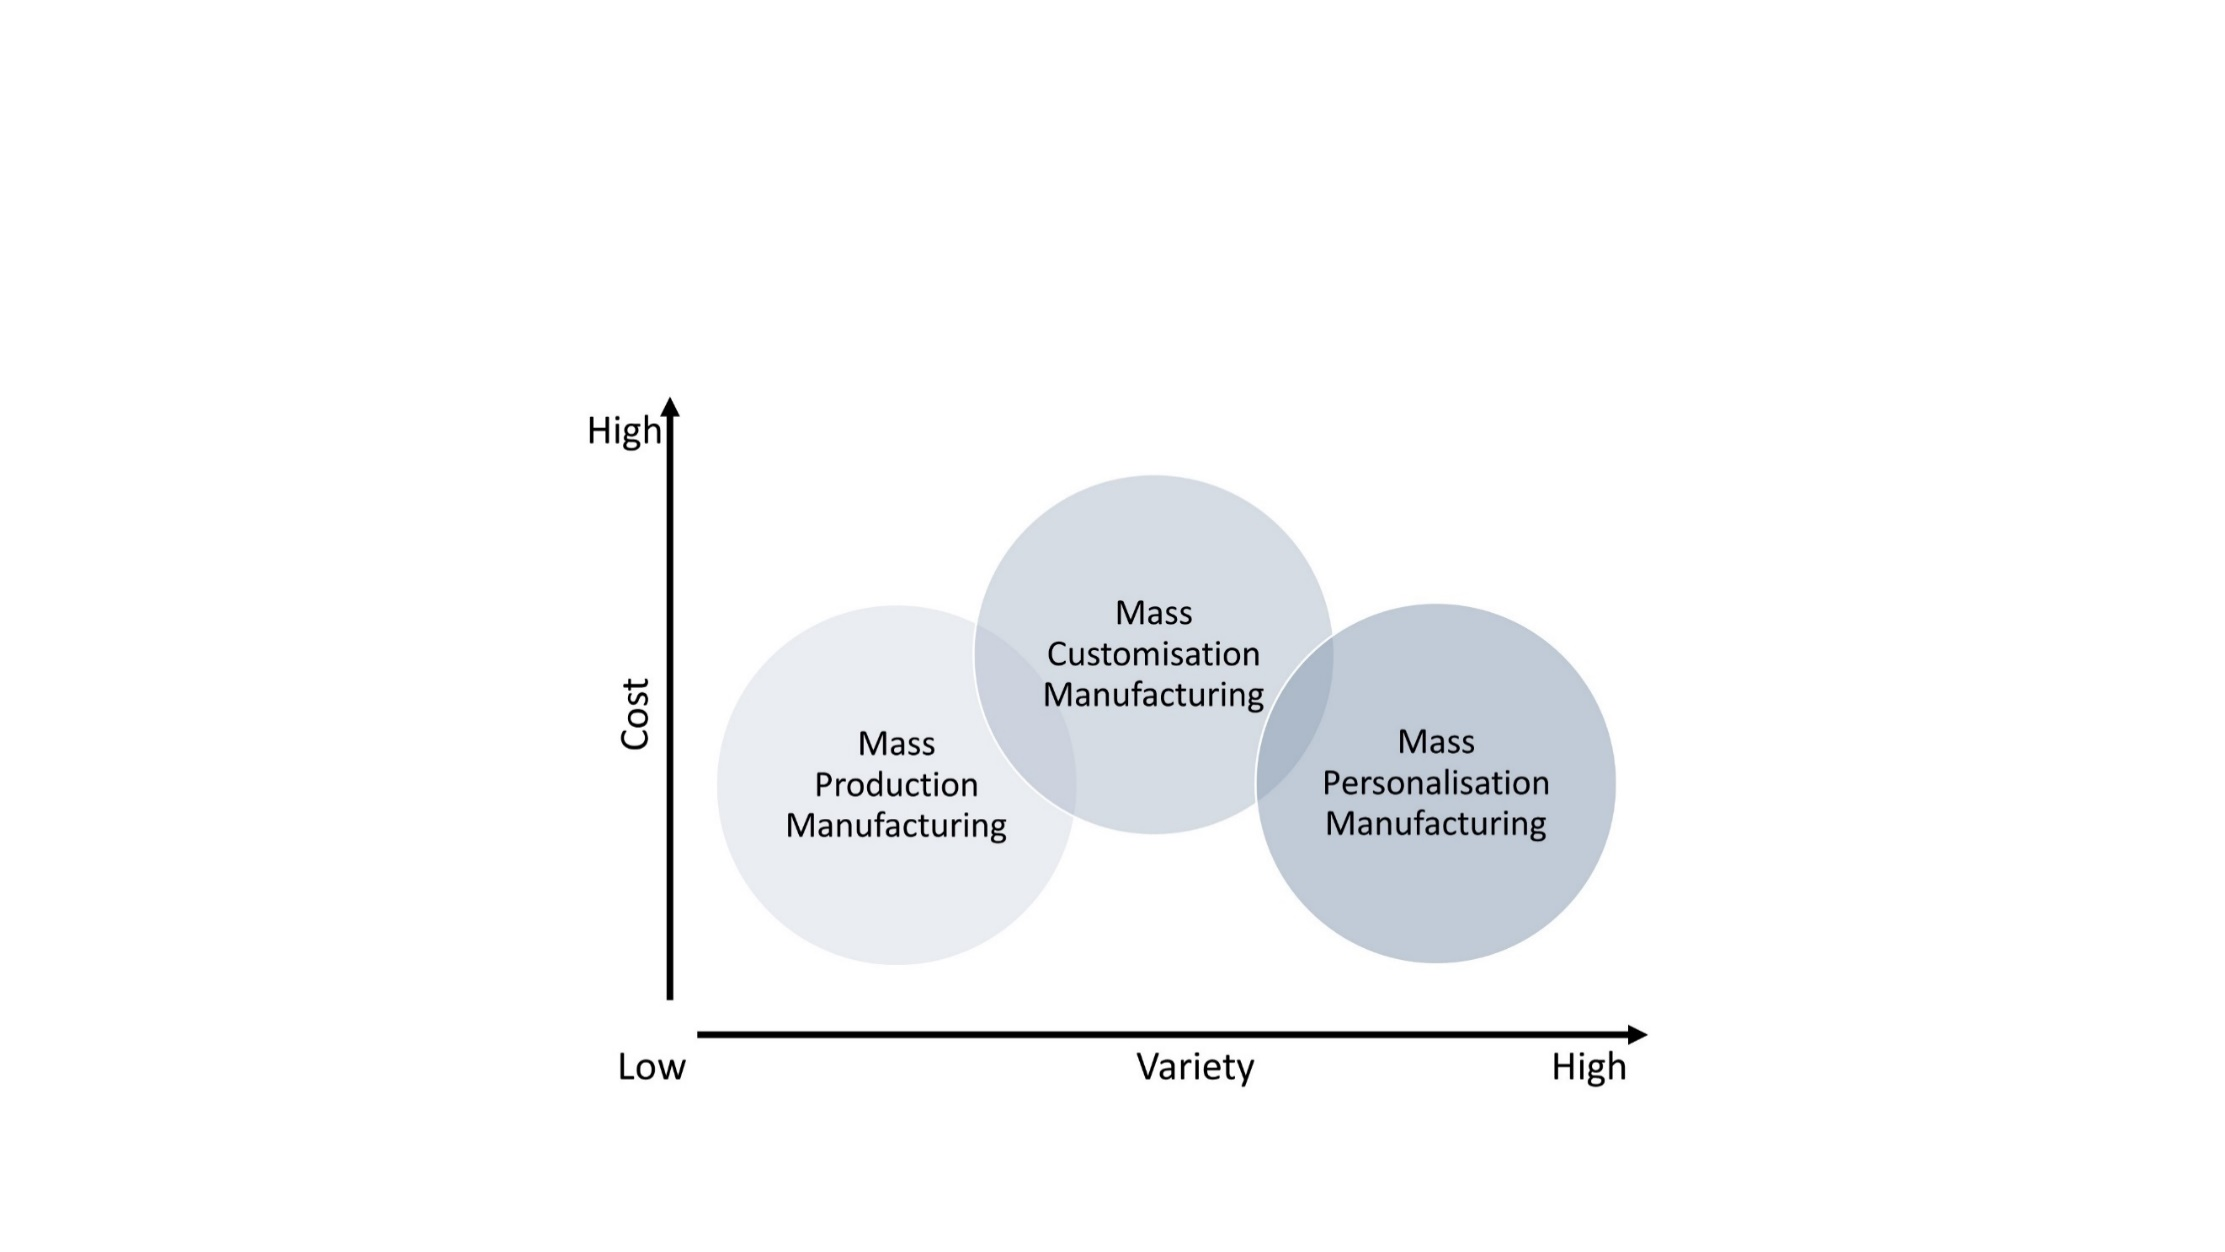 High
Mass
Customisation
Manufacturing
Cost
Mass
Production
Manufacturing
Mass
Personalisation
Manufacturing
Low
Variety
High